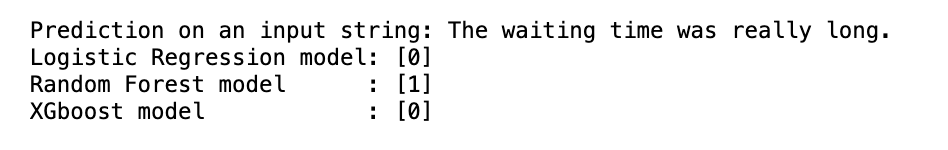 Prediction on an input string: The waiting time was really long.
Logistic Regression model: [0]
Random Forest model      : [1]
XGboost model            : [0]